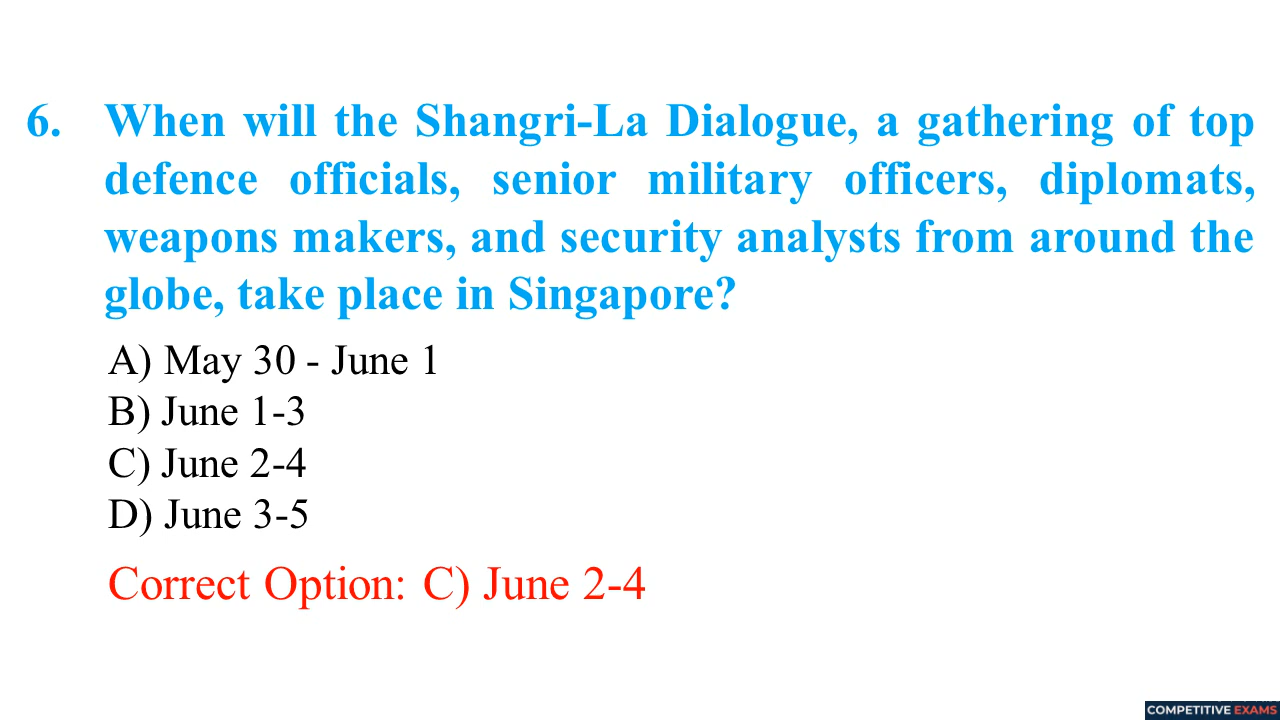 6. When will the Shangri-La Dialogue, a gathering of top
defence officials, senior military officers, diplomats,
weapons makers, and security analysts from around the
globe, take place in Singapore?
A) May 30 - June 1
B) June 1-3
C) June 2-4
D) June 3-5
Correct Option: C) June 2-4
COMPETITIVE EXAMS